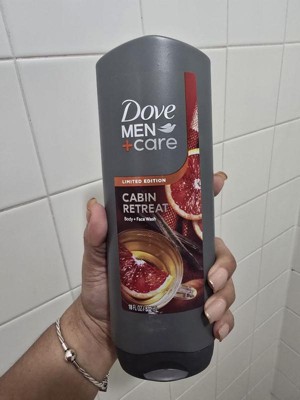 Dove
MEN
+care
LIMITED EDITION
CABIN
RETREAT
Body + Face Wash